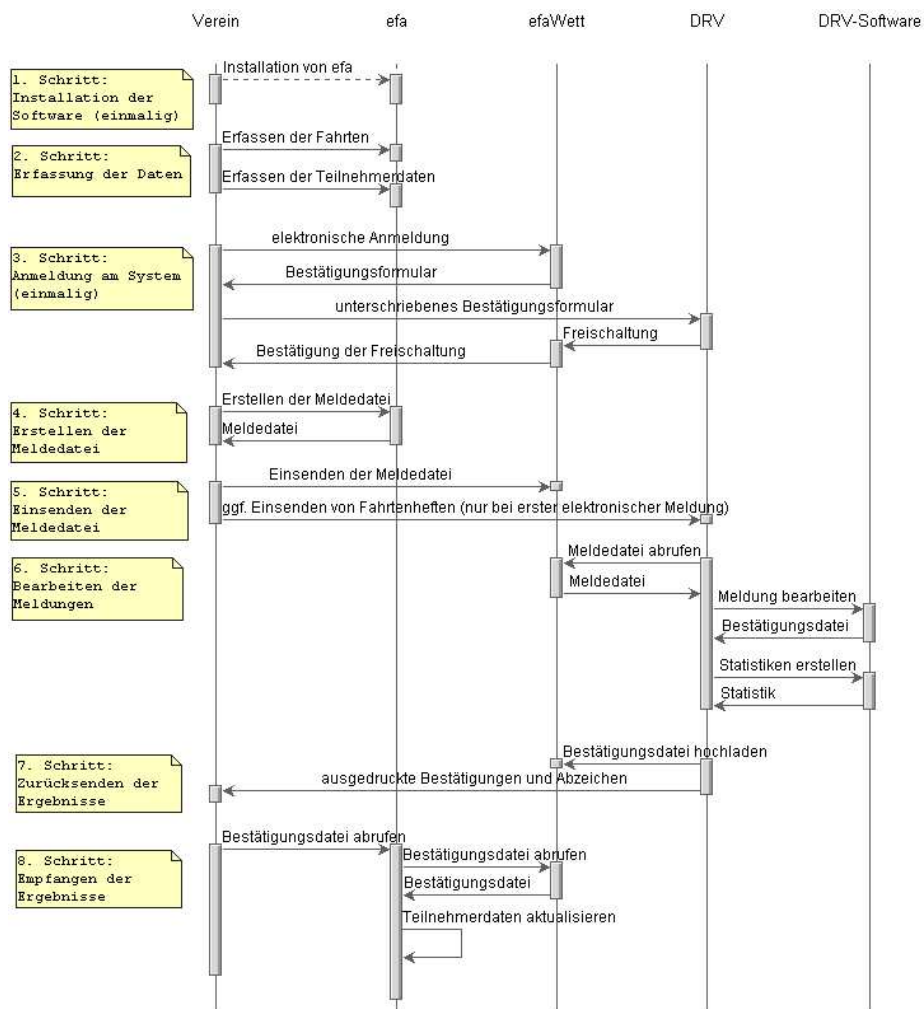 Verein efa efaWett DRV DRV-Software
1. Schritt:
Installation der
Software (einmalig)
Installation von efa
2. Schritt:
Erfassung der Daten
Erfassen der Fahrten
Erfassen der Teilnehmerdaten
3. Schritt:
Anmeldung am System
(einmalig)
elektronische Anmeldung
Bestätigungsformular
unterschriebenes Bestätigungsformular
Freischaltung
Bestätigung der Freischaltung
4. Schritt:
Erstellen der
Meldedatei
Erstellen der Meldedatei
Meldedatei
5. Schritt:
Einsenden der
Meldedatei
Einsenden der Meldedatei
ggf. Einsenden von Fahrtenheften (nur bei erster elektronischer Meldung)
6. Schritt:
Bearbeiten der
Meldungen
Meldedatei abrufen
Meldedatei
Meldung bearbeiten
Bestätigungsdatei
Statistiken erstellen
Statistik
7. Schritt:
Zurücksenden der
Ergebnisse
Bestätigungsdatei hochladen
ausgedruckte Bestätigungen und Abzeichen
8. Schritt:
Empfangen der
Ergebnisse
Bestätigungsdatei abrufen
Bestätigungsdatei abrufen
Bestätigungsdatei
Teilnehmerdaten aktualisieren